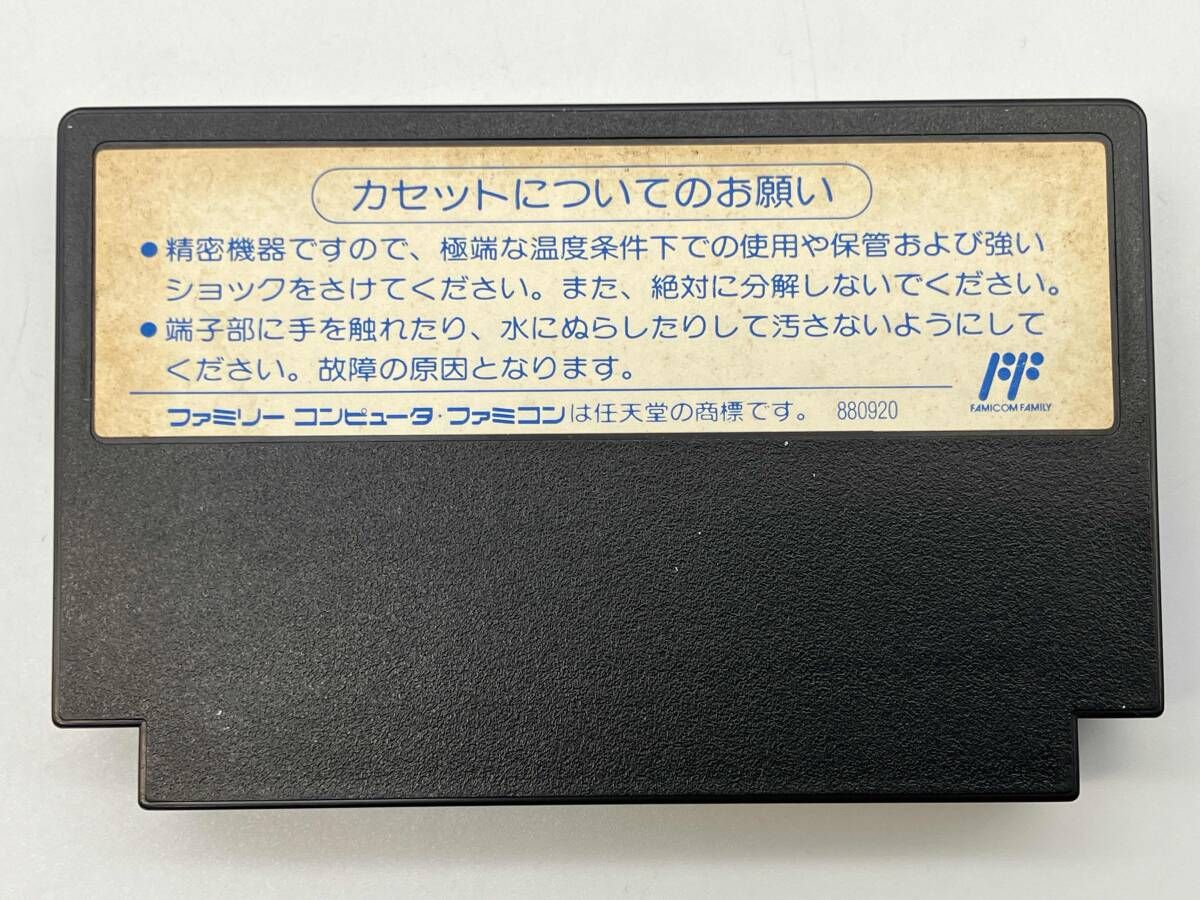 カセットについてのお願い
●精密機器ですので、極端な温度条件下での使用や保管および強い
ショックをさけてください。また、絶対に分解しないでください。
●端子部に手を触れたり、水にぬらしたりして汚さないようにして
ください。故障の原因となります。
FAMICOM FAMILY
ファミリー コンピュータ・ファミコンは任天堂の商標です。 880920